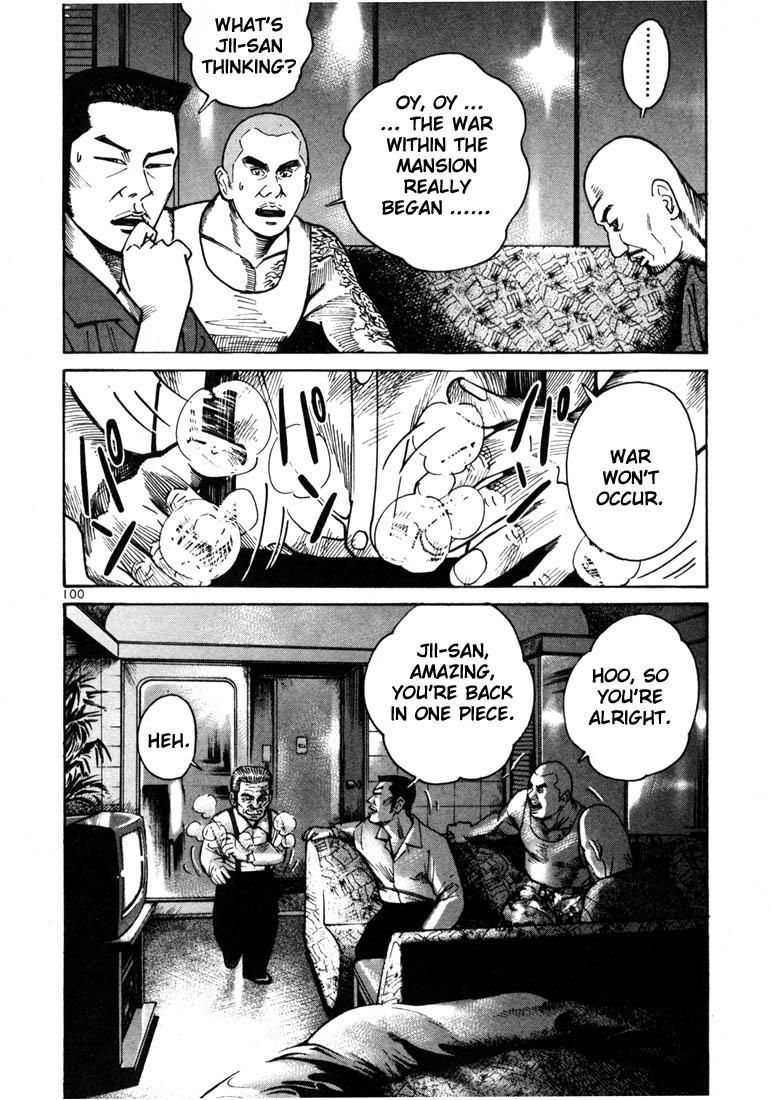 WHAT'S
JII-SAN
THINKING?
OY, OY ...
... THE WAR
WITHIN THE
MANSION
REALLY
BEGAN ......
.........
WAR
WON'T
OCCUR.
100
JII-SAN,
AMAZING,
YOU'RE BACK
IN ONE PIECE.
HOO, SO
YOU'RE
ALRIGHT.
HEH.